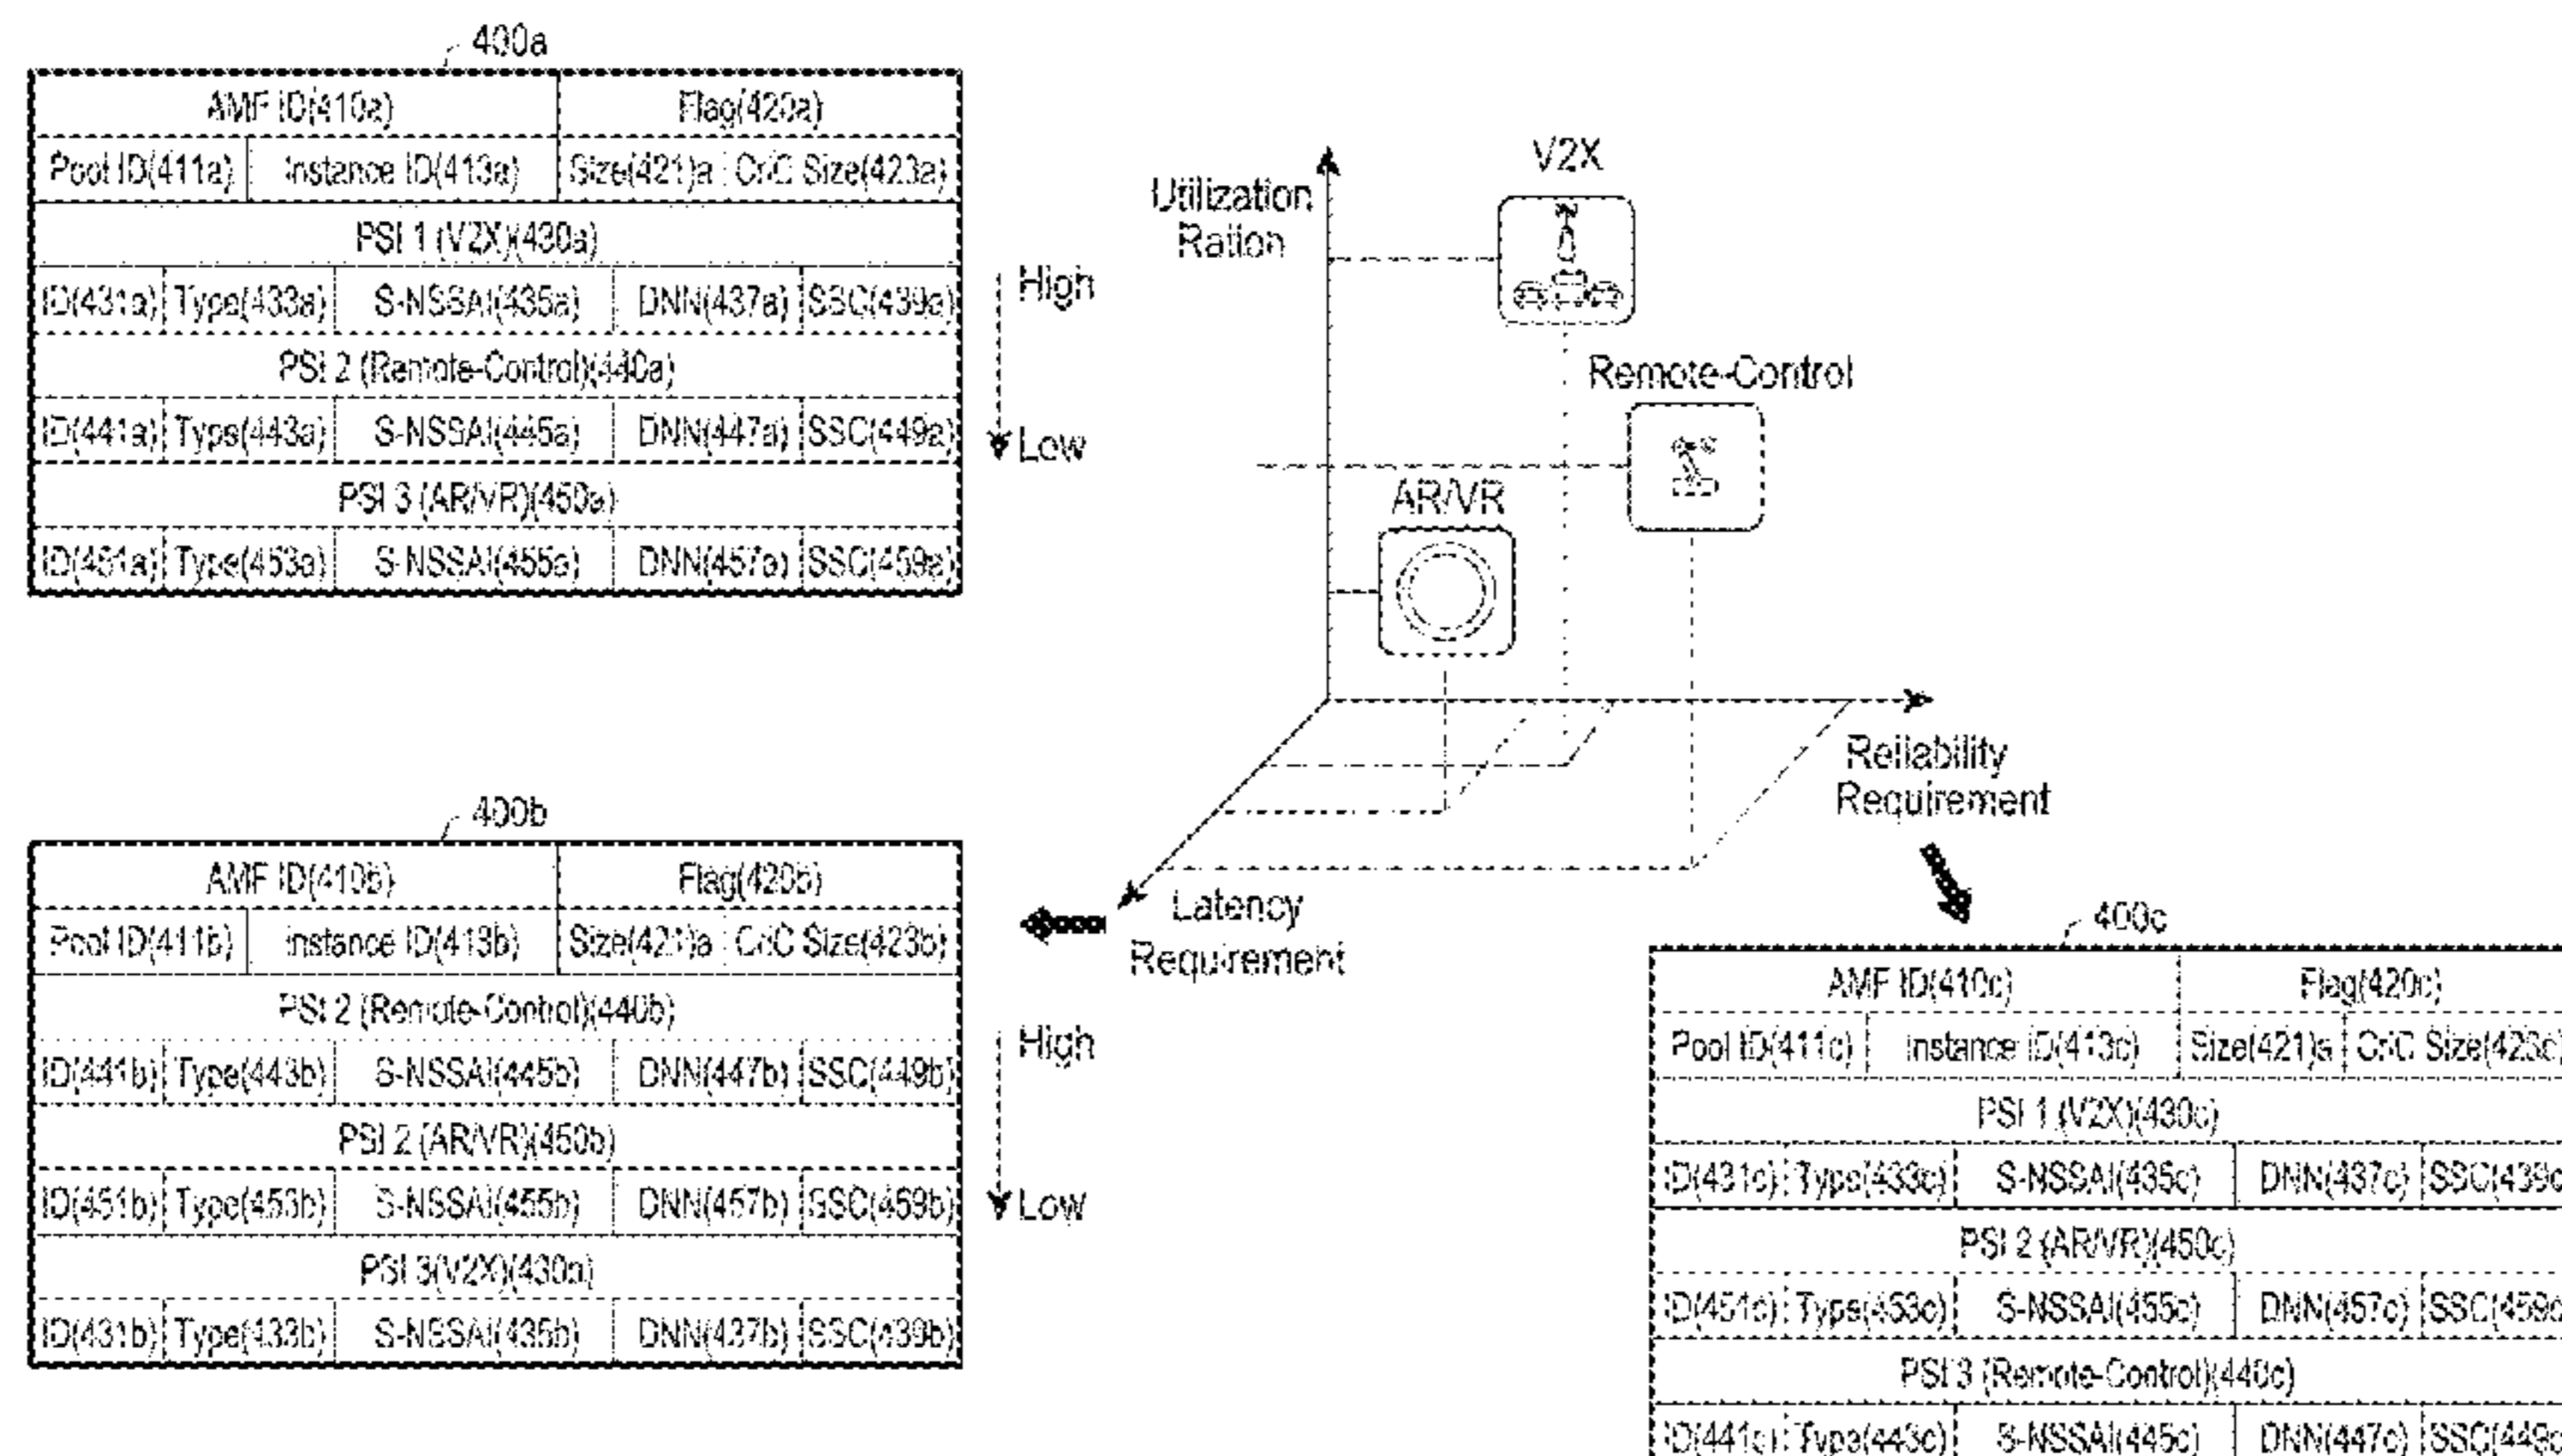 400a
AMF ID(410a) Flag(420a)
Pool ID(411a) Instance ID(413a) Size(421)a CnC Size(423a)
PSI 1 (V2X)(430a)
ID(431a) Type(433a) S-NSSAI(435a) DNN(437a) SSC(439a)
PSI 2 (Remote-Control)(440a)
ID(441a) Type(443a) S-NSSAI(445a) DNN(447a) SSC(449a)
PSI 3 (AR/VR)(450a)
ID(451a) Type(453a) S-NSSAI(455a) DNN(457a) SSC(459a)
High
Low
Utilization
Ration
V2X
Remote-Control
AR/VR
Reliability
Requirement
Latency
Requirement
400b
AMF ID(410b) Flag(420b)
Pool ID(411b) Instance ID(413b) Size(421)a CnC Size(423b)
PSI 2 (Remote-Control)(440b)
ID(441b) Type(443b) S-NSSAI(445b) DNN(447b) SSC(449b)
PSI 2 (AR/VR)(450b)
ID(451b) Type(453b) S-NSSAI(455b) DNN(457b) SSC(459b)
PSI 3(V2X)
ID(431b) Type(433b) S-NSSAI(435b) DNN(437b) SSC(439b)
High
Low
400c
AMF ID(410c) Flag(420c)
Pool ID(411c) Instance ID(413c) Size(421)a CnC Size(423c)
PSI 1 (V2X)(430c)
ID(431c) Type(433c) S-NSSAI(435c) DNN(437c) SSC(439c
PSI 2 (AR/VR)(450c)
ID(451c) Type(453c) S-NSSAI(455c) DNN(457c) SSC(459c
PSI 3 (Remote-Control)(440c)
ID(441c) Type(443c) S-NSSAI(445c) DNN(447c) SSC(449c